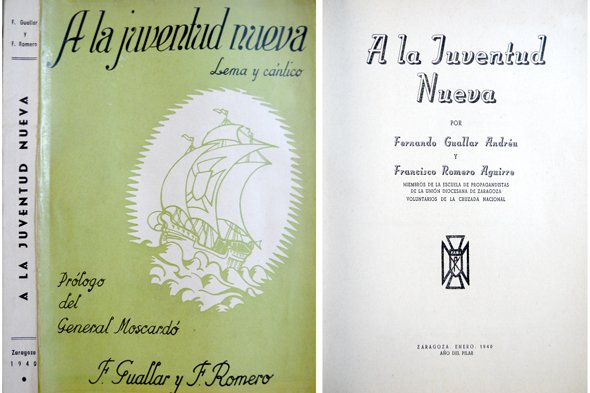 F. Guallar
y
F. Romero
A LA JUVENTUD NUEVA
Zaragoza
1940
A la juventud nueva
Lema y cántico
Prólogo
del
General Moscardó
F. Guallar y F. Romero
A la Juventud
Nueva
POR
Fernando Guallar Andréu
Y
Francisco Romero Aguirre
MIEMBROS DE LA ESCUELA DE PROPAGANDISTAS
DE LA UNIÓN DIOCESANA DE ZARAGOZA
VOLUNTARIOS DE LA CRUZADA NACIONAL
ZARAGOZA ENERO 1940
AÑO DEL PILAR